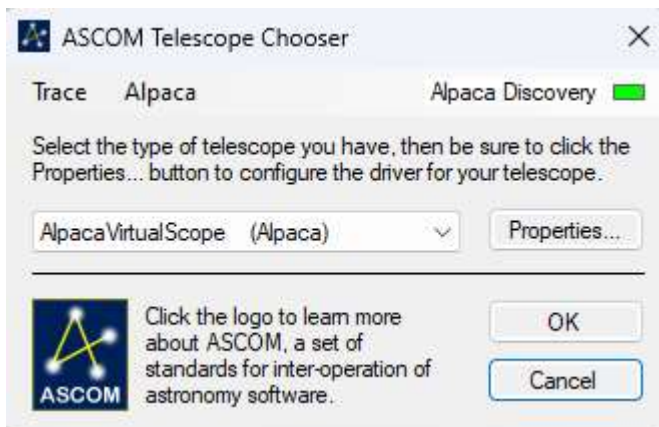 ASCOM Telescope Chooser
Trace Alpaca Alpaca Discovery
Select the type of telescope you have, then be sure to click the
Properties... button to configure the driver for your telescope.
AlpacaVirtualScope (Alpaca) Properties...
Click the logo to learn more
about ASCOM, a set of
standards for inter-operation of
astronomy software.
ASCOM
OK
Cancel